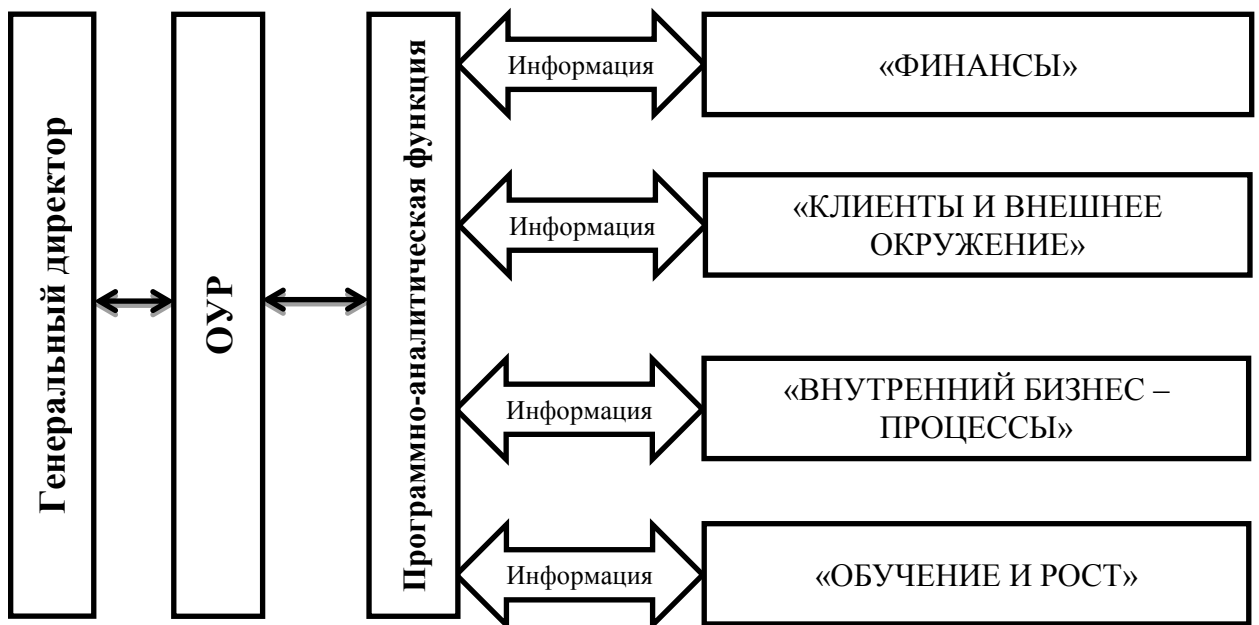 Генеральный директор
ОУР
Программно-аналитическая функция
Информация
«ФИНАНСЫ»
Информация
«КЛИЕНТЫ И ВНЕШНЕЕ
ОКРУЖЕНИЕ»
Информация
«ВНУТРЕННИЙ БИЗНЕС –
ПРОЦЕССЫ»
Информация
«ОБУЧЕНИЕ И РОСТ»